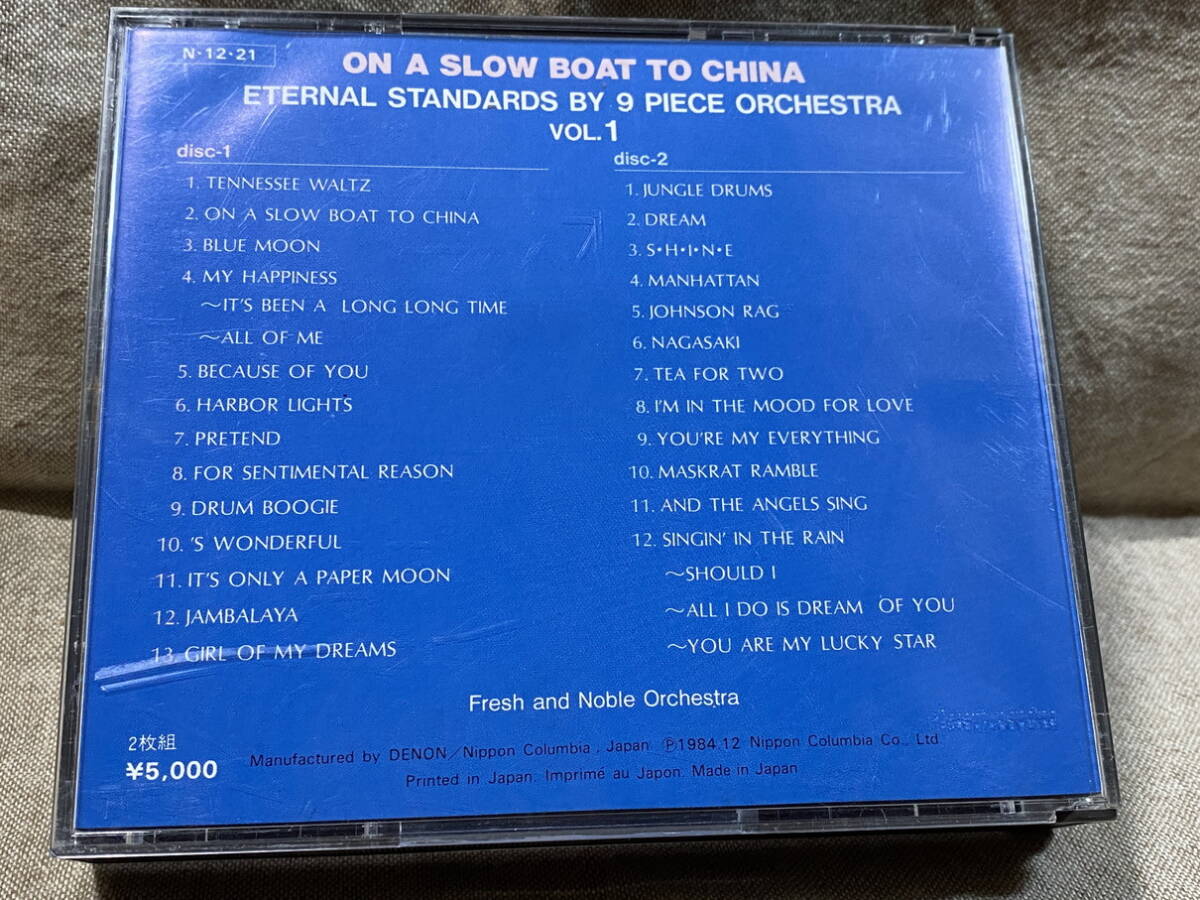 N·12·21
ON A SLOW BOAT TO CHINA
ETERNAL STANDARDS BY 9 PIECE ORCHESTRA
VOL.1
disc-1
1. TENNESSEE WALTZ
2. ON A SLOW BOAT TO CHINA
3. BLUE MOON
4. MY HAPPINESS
~IT'S BEEN A LONG LONG TIME
~ALL OF ME
5. BECAUSE OF YOU
6. HARBOR LIGHTS
7. PRETEND
8. FOR SENTIMENTAL REASON
9. DRUM BOOGIE
10. 'S WONDERFUL
11. IT'S ONLY A PAPER MOON
12. JAMBALAYA
13. GIRL OF MY DREAMS
disc-2
1. JUNGLE DRUMS
2. DREAM
3. S•H•I•N•E
4. MANHATTAN
5. JOHNSON RAG
6. NAGASAKI
7. TEA FOR TWO
8. I'M IN THE MOOD FOR LOVE
9. YOU'RE MY EVERYTHING
10. MASKRAT RAMBLE
11. AND THE ANGELS SING
12. SINGIN' IN THE RAIN
~SHOULD I
~ALL I DO IS DREAM OF YOU
~YOU ARE MY LUCKY STAR
Fresh and Noble Orchestra
2枚組
¥5,000
Manufactured by DENON/Nippon Columbia, Japan ℗1984.12 Nippon Columbia Co., Ltd.
Printed in Japan. Imprimé au Japon. Made in Japan